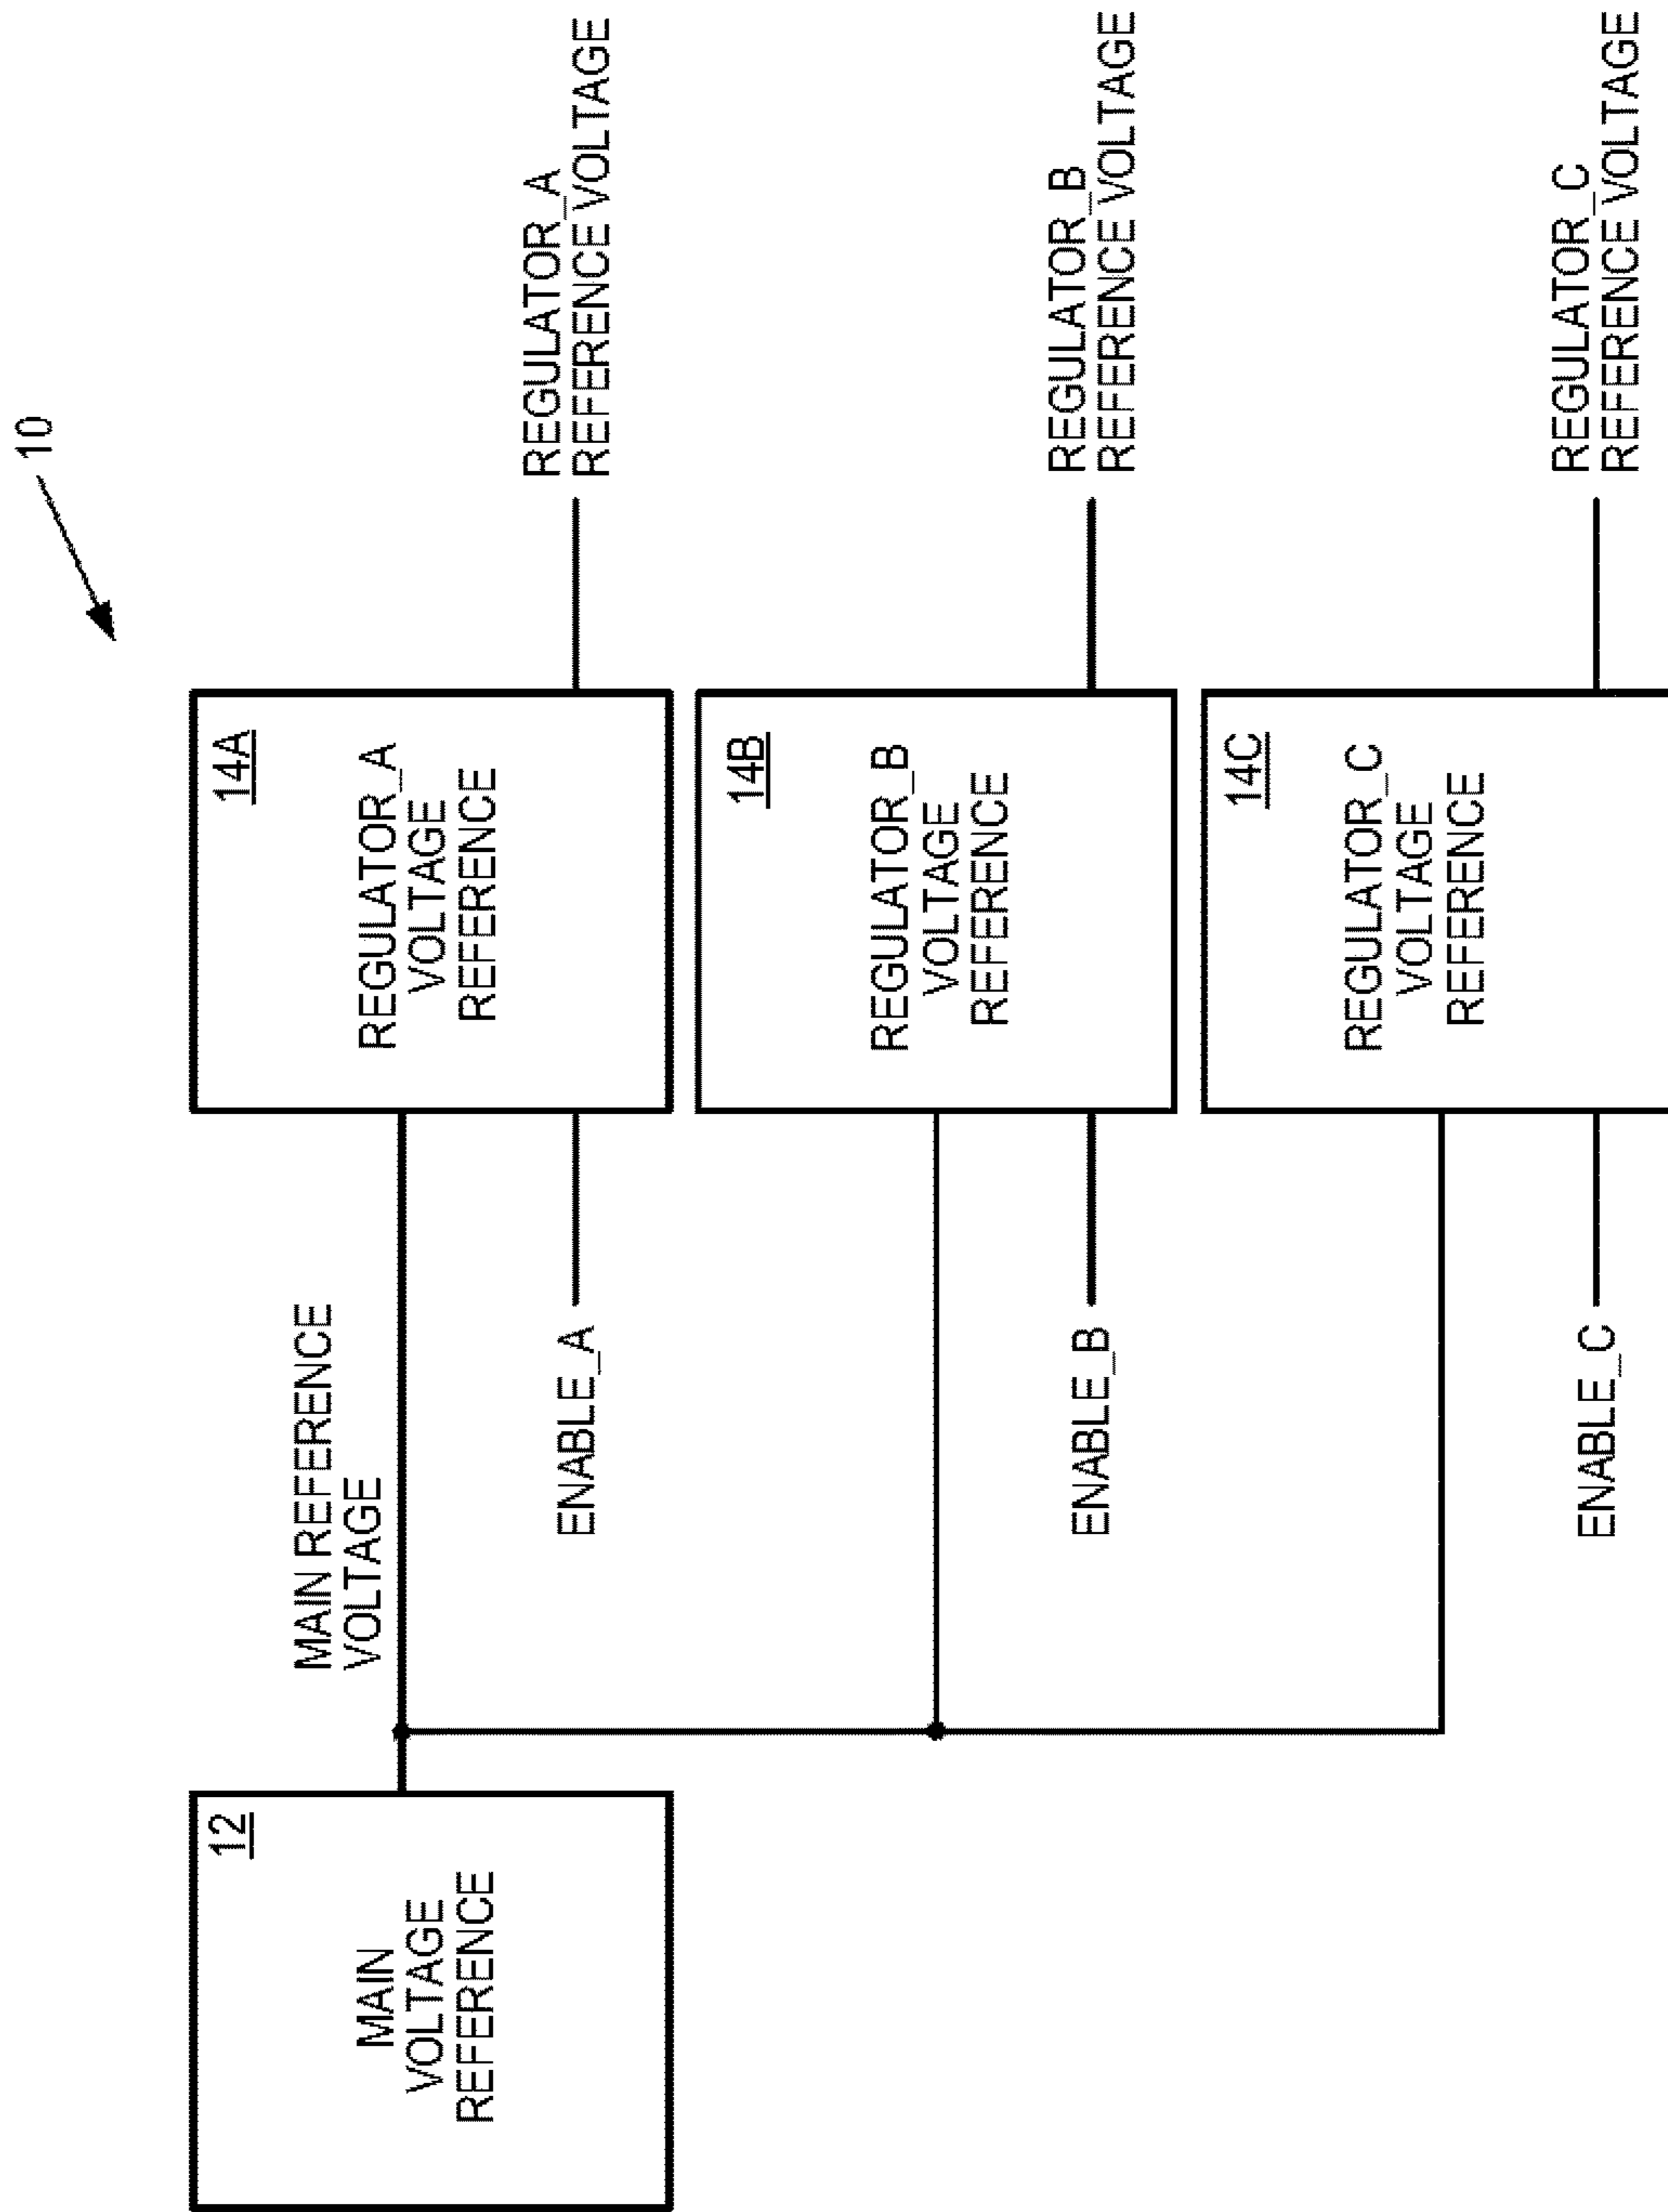 10
12
MAIN
VOLTAGE
REFERENCE
MAIN REFERENCE
VOLTAGE
14A
REGULATOR_A
VOLTAGE
REFERENCE
ENABLE_A
REGULATOR_A
REFERENCE VOLTAGE
14B
REGULATOR_B
VOLTAGE
REFERENCE
ENABLE_B
REGULATOR_B
REFERENCE VOLTAGE
14C
REGULATOR_C
VOLTAGE
REFERENCE
ENABLE_C
REGULATOR_C
REFERENCE VOLTAGE